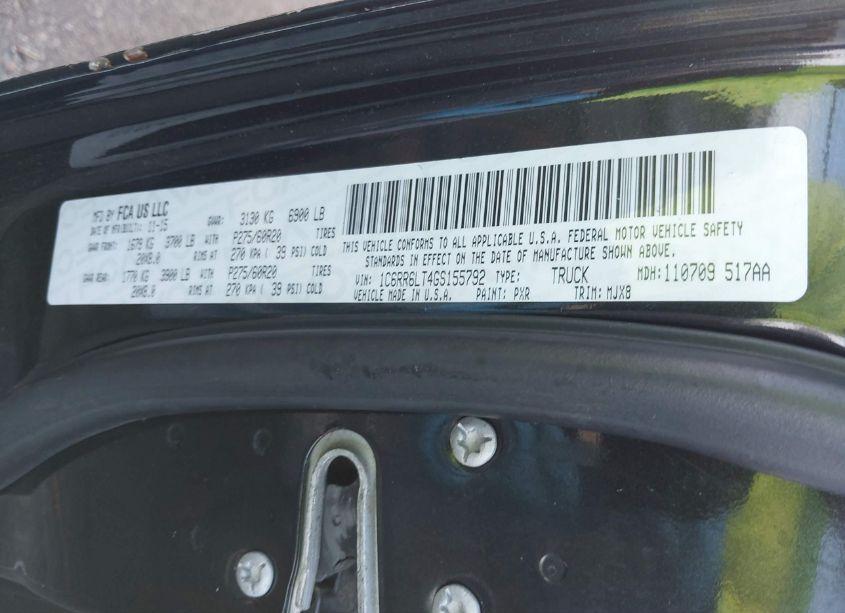 MFD BY FCA US LLC
DATE OF MFR(BUILT): 11-15
GVWR: 3130 KG 6900 LB
GAWR FRONT: 1679 KG 3700 LB WITH P275/60R20 TIRES
20X8.0 RIMS AT 270 KPA ( 39 PSI) COLD
GAWR REAR: 1770 KG 3900 LB WITH P275/60R20 TIRES
20X8.0 RIMS AT 270 KPA ( 39 PSI) COLD
THIS VEHICLE CONFORMS TO ALL APPLICABLE U.S.A. FEDERAL MOTOR VEHICLE SAFETY
STANDARDS IN EFFECT ON THE DATE OF MANUFACTURE SHOWN ABOVE.
VIN: 1C6RR6LT4GS155792 TYPE: TRUCK MDH: 110709 517AA
VEHICLE MADE IN U.S.A. PAINT: PXR TRIM: MJX8